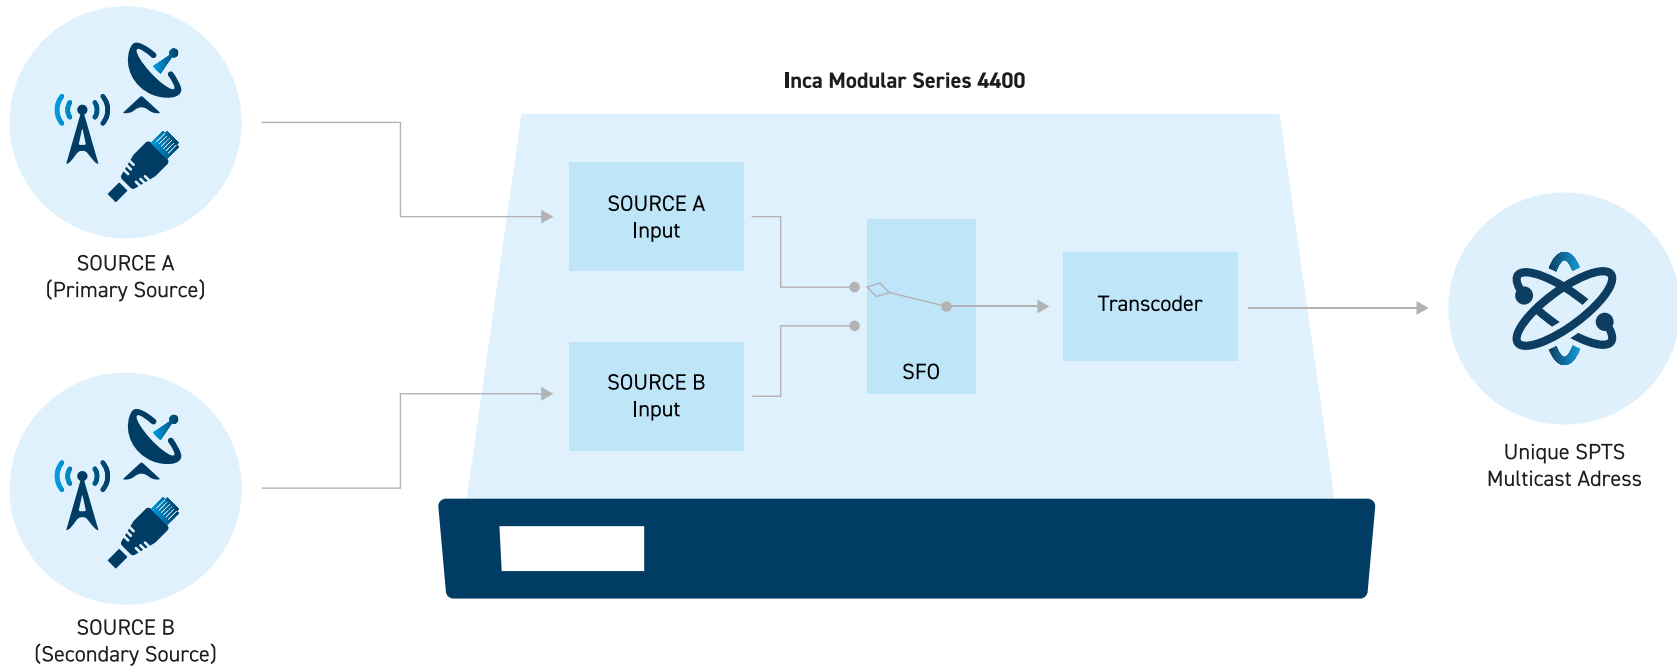 Inca Modular Series 4400
SOURCE A
(Primary Source)
SOURCE A
Input
SOURCE B
Input
SFO
Transcoder
Unique SPTS
Multicast Adress
SOURCE B
(Secondary Source)